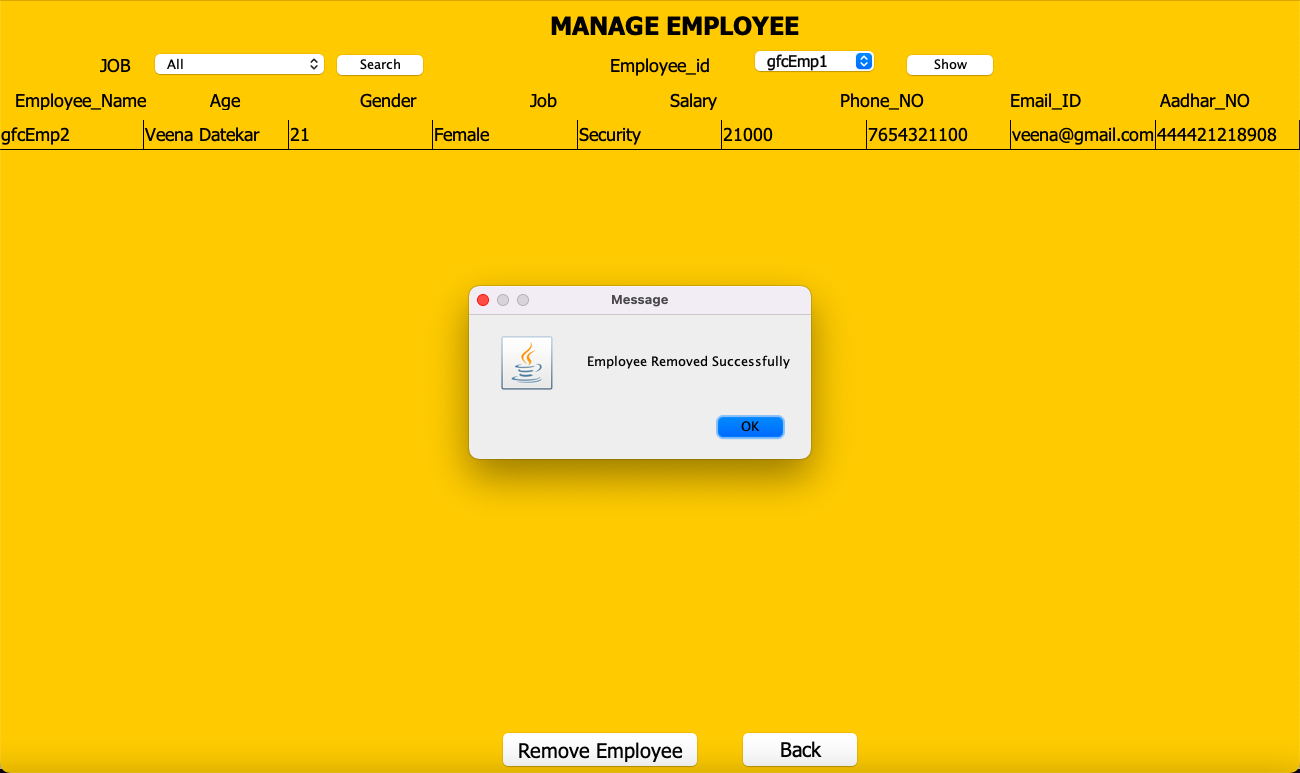 MANAGE EMPLOYEE
JOB All Search Employee_id gfcEmp1 Show
Employee_Name Age Gender Job Salary Phone_NO Email_ID Aadhar_NO
gfcEmp2 Veena Datekar 21 Female Security 21000 7654321100 veena@gmail.com 444421218908
Message
Employee Removed Successfully
OK
Remove Employee Back